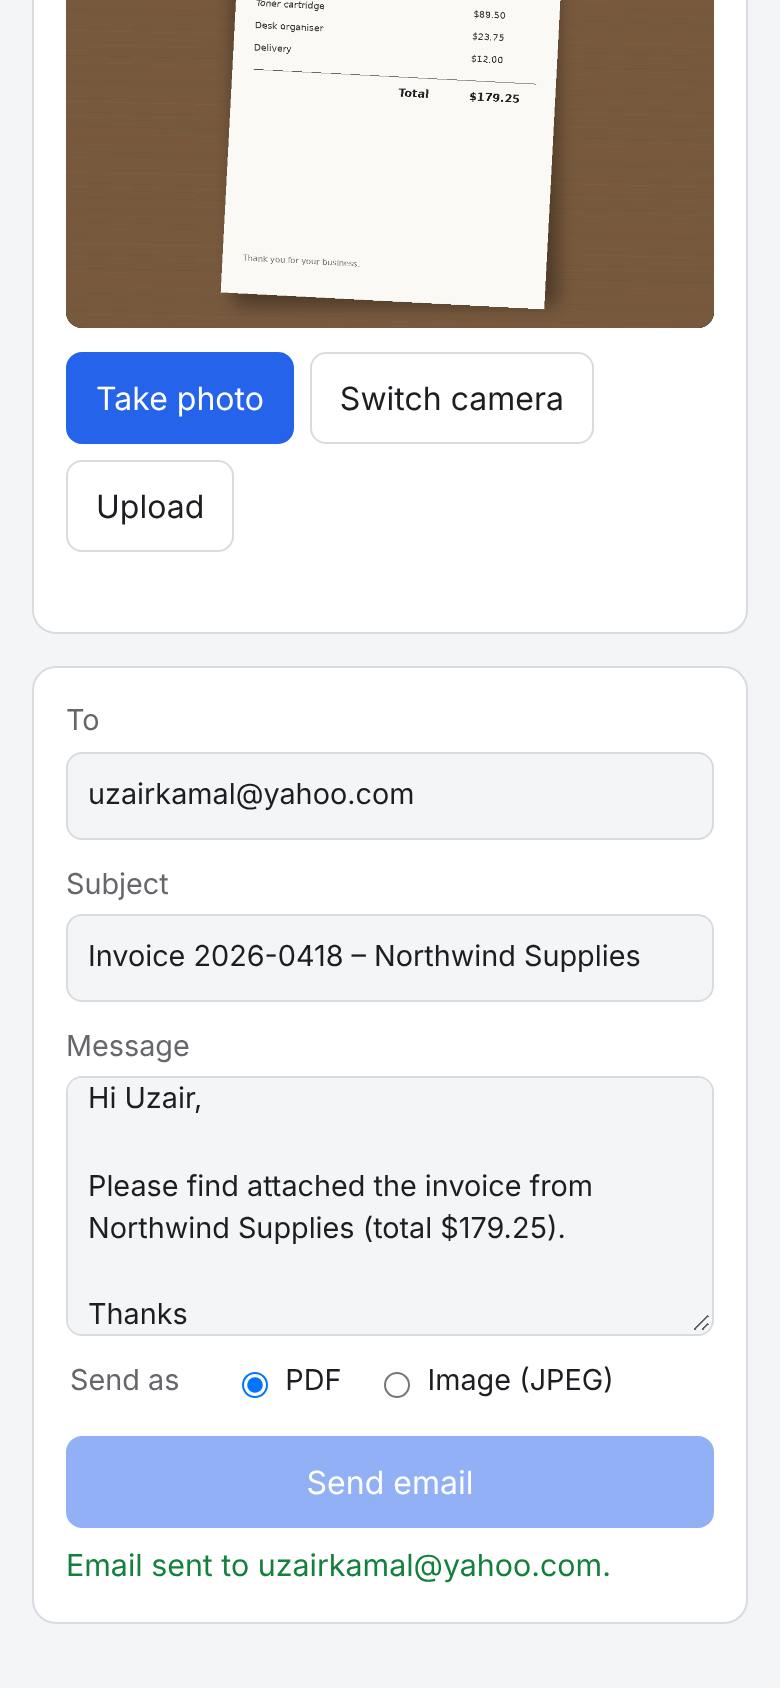 Toner cartridge $89.50
Desk organiser $23.75
Delivery $12.00
Total $179.25
Thank you for your business.
Take photo
Switch camera
Upload
To
uzairkamal@yahoo.com
Subject
Invoice 2026-0418 – Northwind Supplies
Message
Hi Uzair,
Please find attached the invoice from
Northwind Supplies (total $179.25).
Thanks
Send as PDF Image (JPEG)
Send email
Email sent to uzairkamal@yahoo.com.